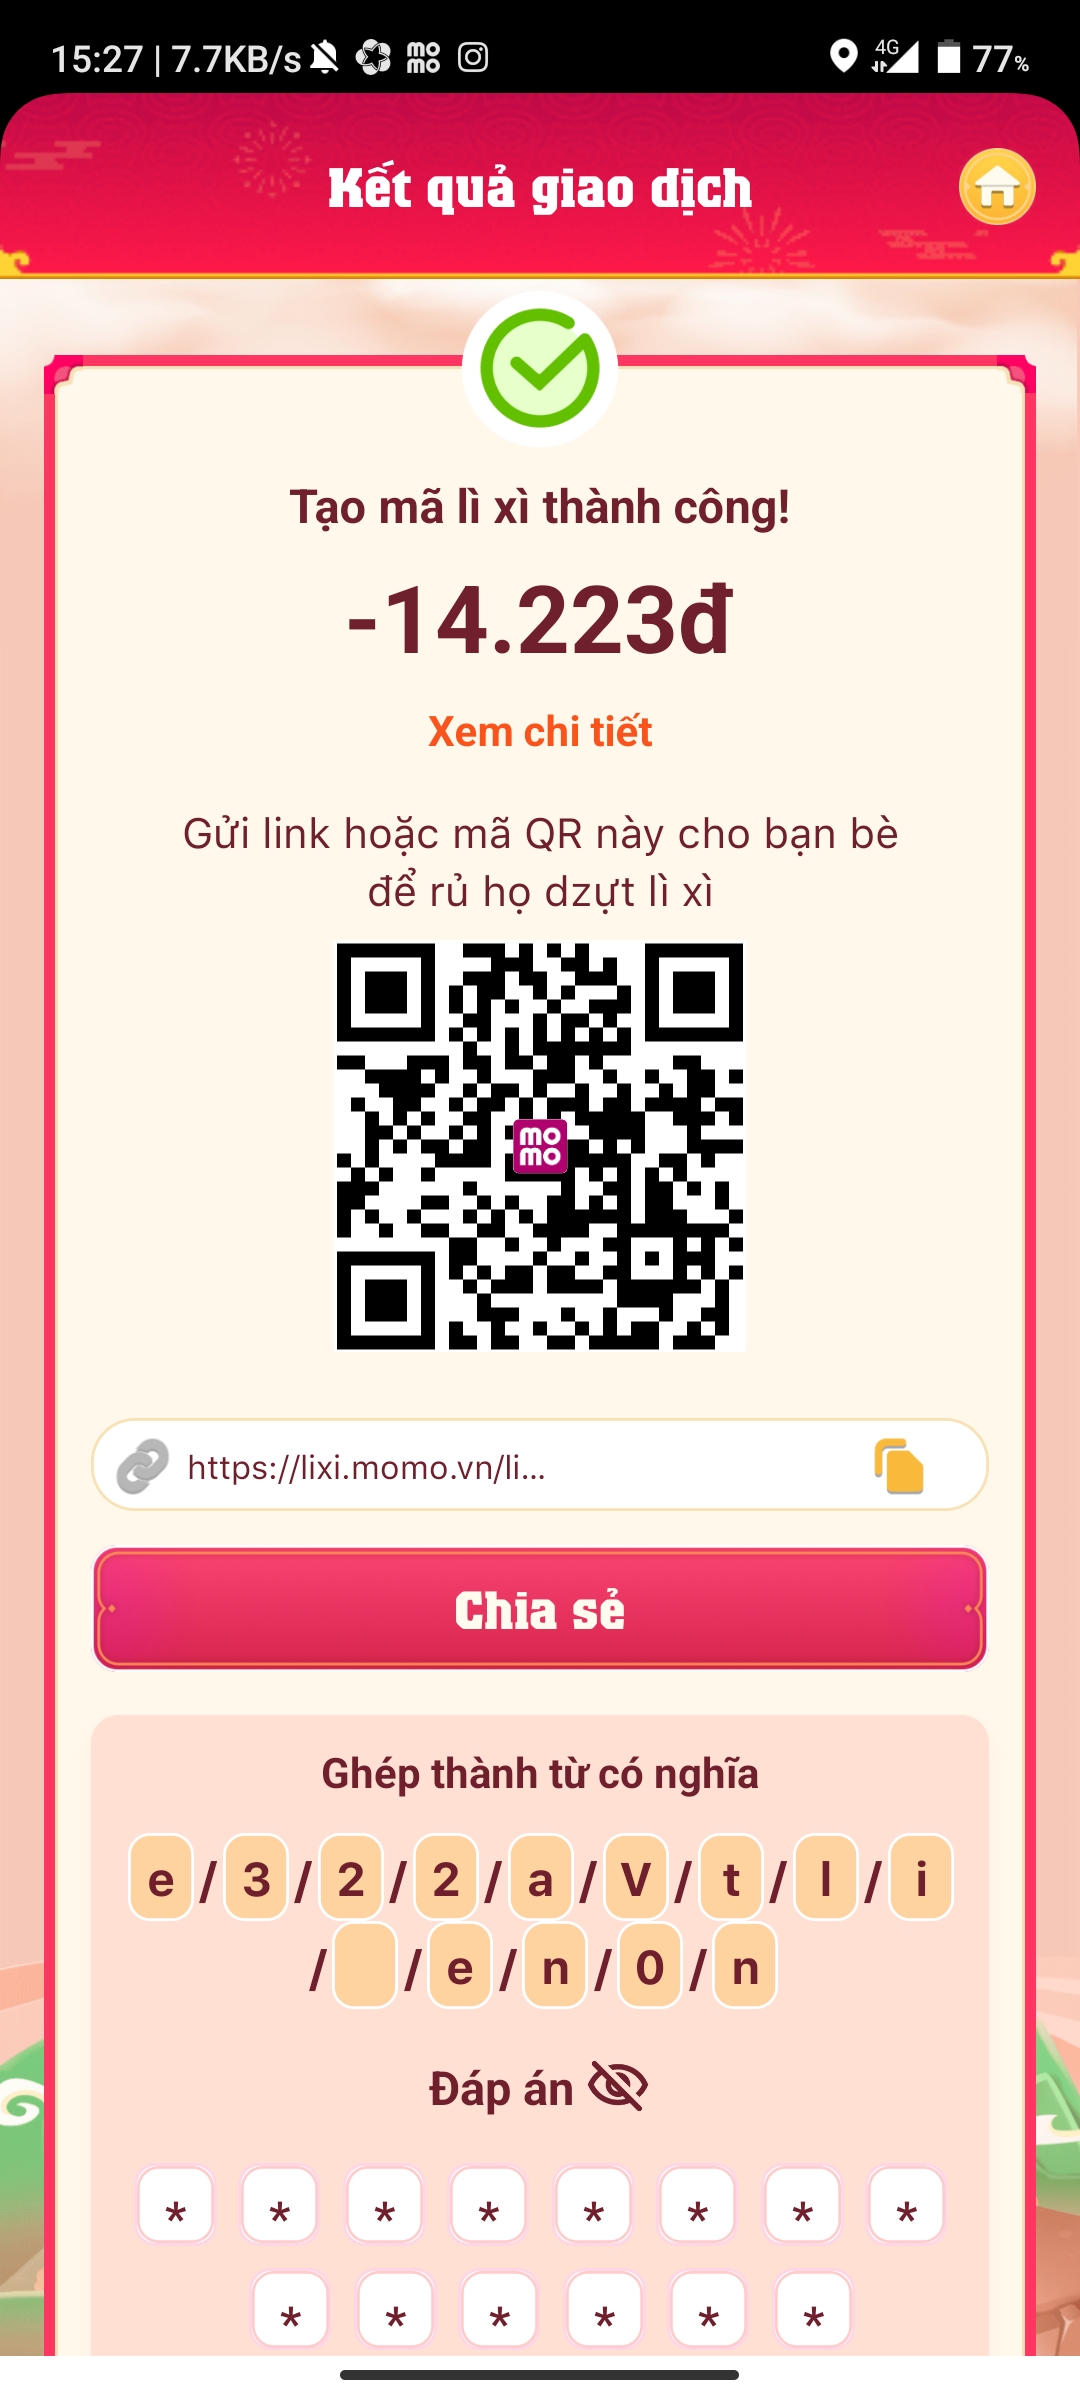 15:27 | 7.7KB/s MOMO 4G 77%
Kết quả giao dịch
Tạo mã lì xì thành công!
-14.223đ
Xem chi tiết
Gửi link hoặc mã QR này cho bạn bè
để rủ họ dzựt lì xì
mo
mo
https://lixi.momo.vn/li...
Chia sẻ
Ghép thành từ có nghĩa
e / 3 / 2 / 2 / a / V / t / l / i
/ / e / n / 0 / n
Đáp án
* * * * * * * *
* * * * * *